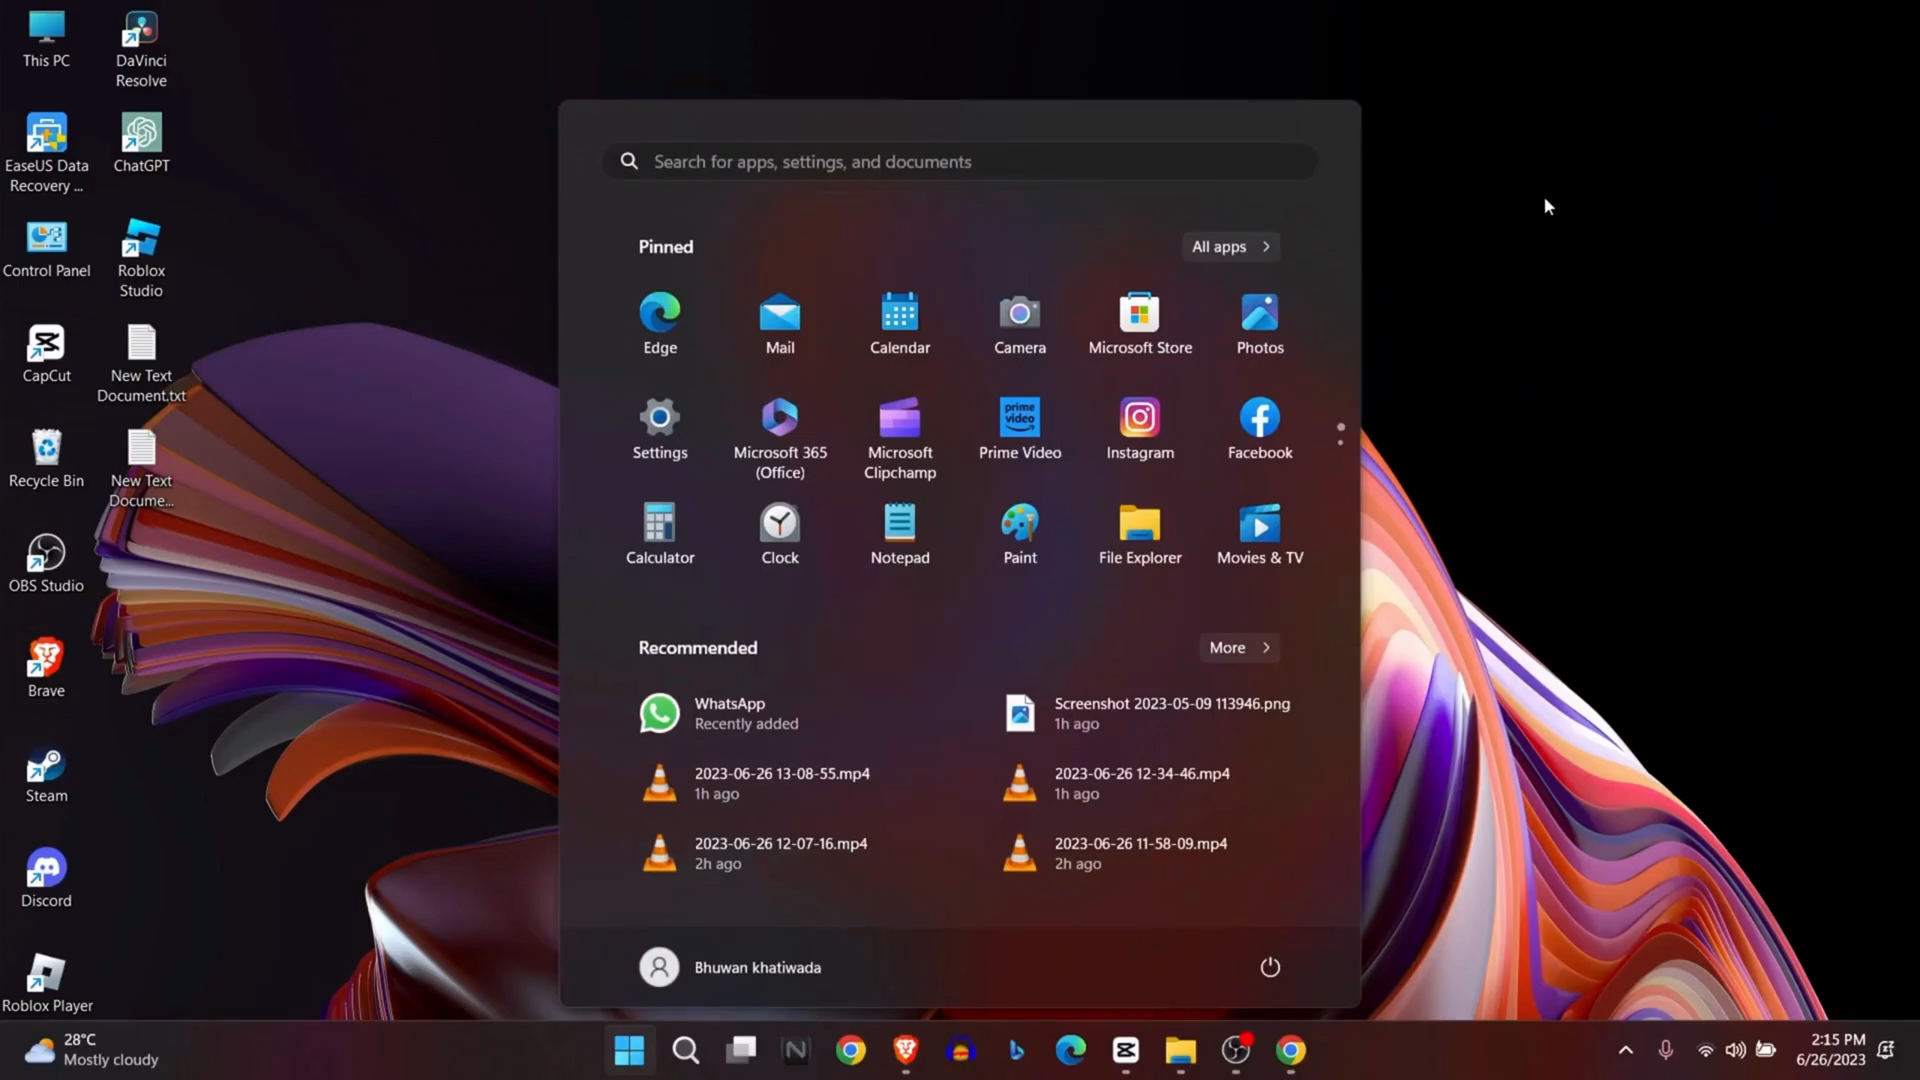 This PC
DaVinci
Resolve
EaseUS Data
Recovery ...
ChatGPT
Control Panel
Roblox
Studio
CapCut
New Text
Document.txt
Recycle Bin
New Text
Docume...
OBS Studio
Brave
Steam
Discord
Roblox Player
Search for apps, settings, and documents
Pinned
All apps
Edge
Mail
Calendar
Camera
Microsoft Store
Photos
prime
video
Settings
Microsoft 365
(Office)
Microsoft
Clipchamp
Prime Video
Instagram
Facebook
Calculator
Clock
Notepad
Paint
File Explorer
Movies & TV
Recommended
More
WhatsApp
Recently added
Screenshot 2023-05-09 113946.png
1h ago
2023-06-26 13-08-55.mp4
1h ago
2023-06-26 12-34-46.mp4
1h ago
2023-06-26 12-07-16.mp4
2h ago
2023-06-26 11-58-09.mp4
2h ago
Bhuwan khatiwada
28°C
Mostly cloudy
2:15 PM
6/26/2023